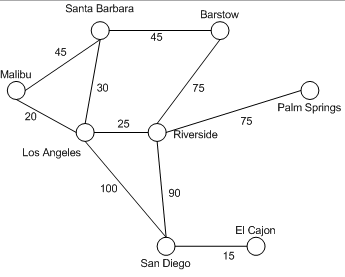 Santa Barbara
Barstow
45
45
Malibu
30
75
Palm Springs
20
25
75
Riverside
Los Angeles
100
90
El Cajon
San Diego
15